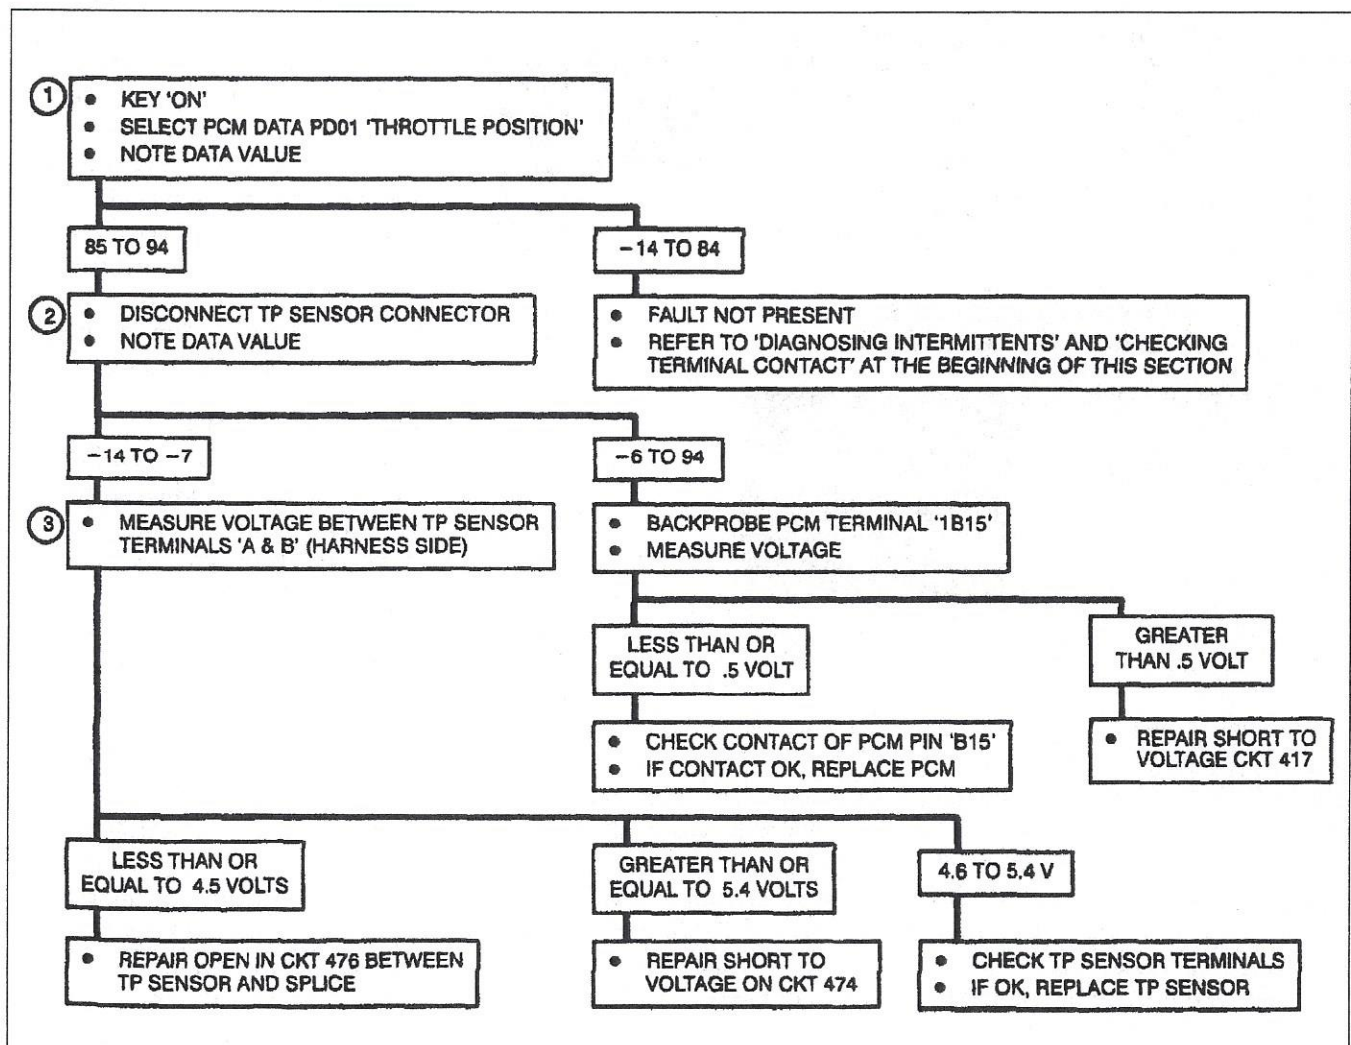 1
• KEY 'ON'
• SELECT PCM DATA PD01 'THROTTLE POSITION'
• NOTE DATA VALUE
85 TO 94
−14 TO 84
2
• DISCONNECT TP SENSOR CONNECTOR
• NOTE DATA VALUE
• FAULT NOT PRESENT
• REFER TO 'DIAGNOSING INTERMITTENTS' AND 'CHECKING
TERMINAL CONTACT' AT THE BEGINNING OF THIS SECTION
−14 TO −7
−6 TO 94
3
• MEASURE VOLTAGE BETWEEN TP SENSOR
TERMINALS 'A & B' (HARNESS SIDE)
• BACKPROBE PCM TERMINAL '1B15'
• MEASURE VOLTAGE
LESS THAN OR
EQUAL TO .5 VOLT
GREATER
THAN .5 VOLT
• CHECK CONTACT OF PCM PIN 'B15'
• IF CONTACT OK, REPLACE PCM
• REPAIR SHORT TO
VOLTAGE CKT 417
LESS THAN OR
EQUAL TO 4.5 VOLTS
GREATER THAN OR
EQUAL TO 5.4 VOLTS
4.6 TO 5.4 V
• REPAIR OPEN IN CKT 476 BETWEEN
TP SENSOR AND SPLICE
• REPAIR SHORT TO
VOLTAGE ON CKT 474
• CHECK TP SENSOR TERMINALS
• IF OK, REPLACE TP SENSOR